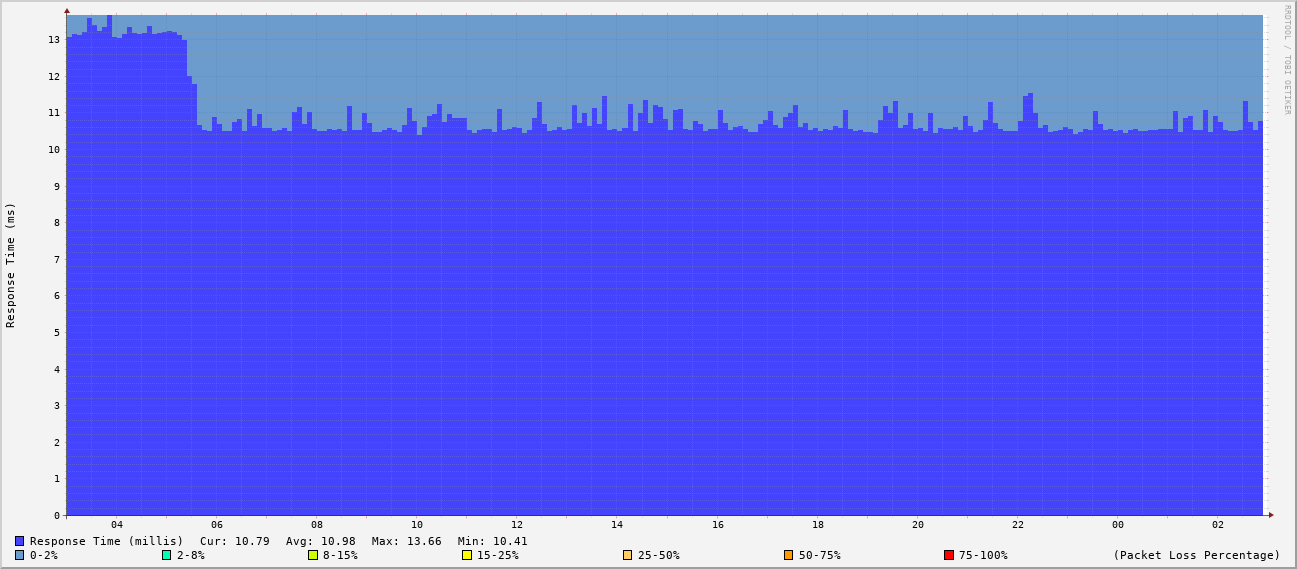 RRDTOOL / TOBI OETIKER
Response Time (ms)
13
12
11
10
9
8
7
6
5
4
3
2
1
0
04 06 08 10 12 14 16 18 20 22 00 02
Response Time (millis) Cur: 10.79 Avg: 10.98 Max: 13.66 Min: 10.41
0-2% 2-8% 8-15% 15-25% 25-50% 50-75% 75-100% (Packet Loss Percentage)